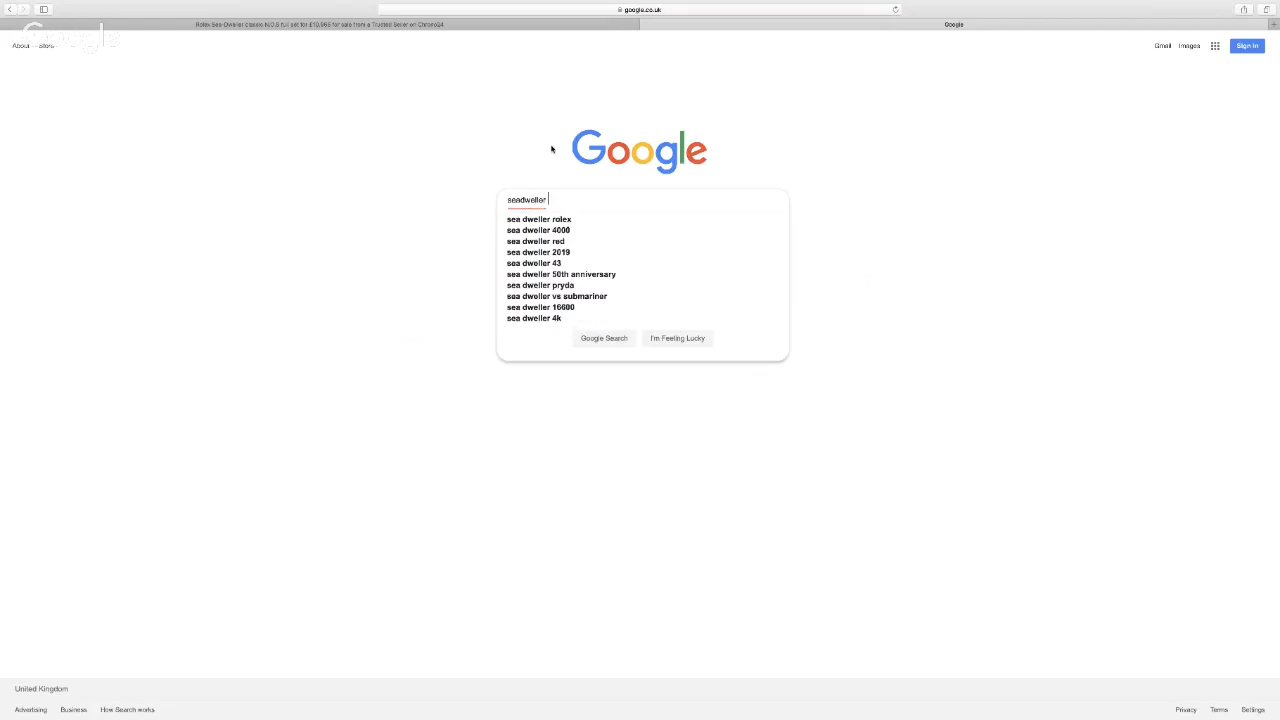 google.co.uk
Rolex Sea-Dweller classic N.O.S full set for £10,965 for sale from a Trusted Seller on Chrono24
Google
About Store
Gmail Images Sign in
Google
seadweller
sea dweller rolex
sea dweller 4000
sea dweller red
sea dweller 2019
sea dweller 43
sea dweller 50th anniversary
sea dweller pryda
sea dweller vs submariner
sea dweller 16600
sea dweller 4k
Google Search I'm Feeling Lucky
United Kingdom
Advertising Business How Search works
Privacy Terms Settings